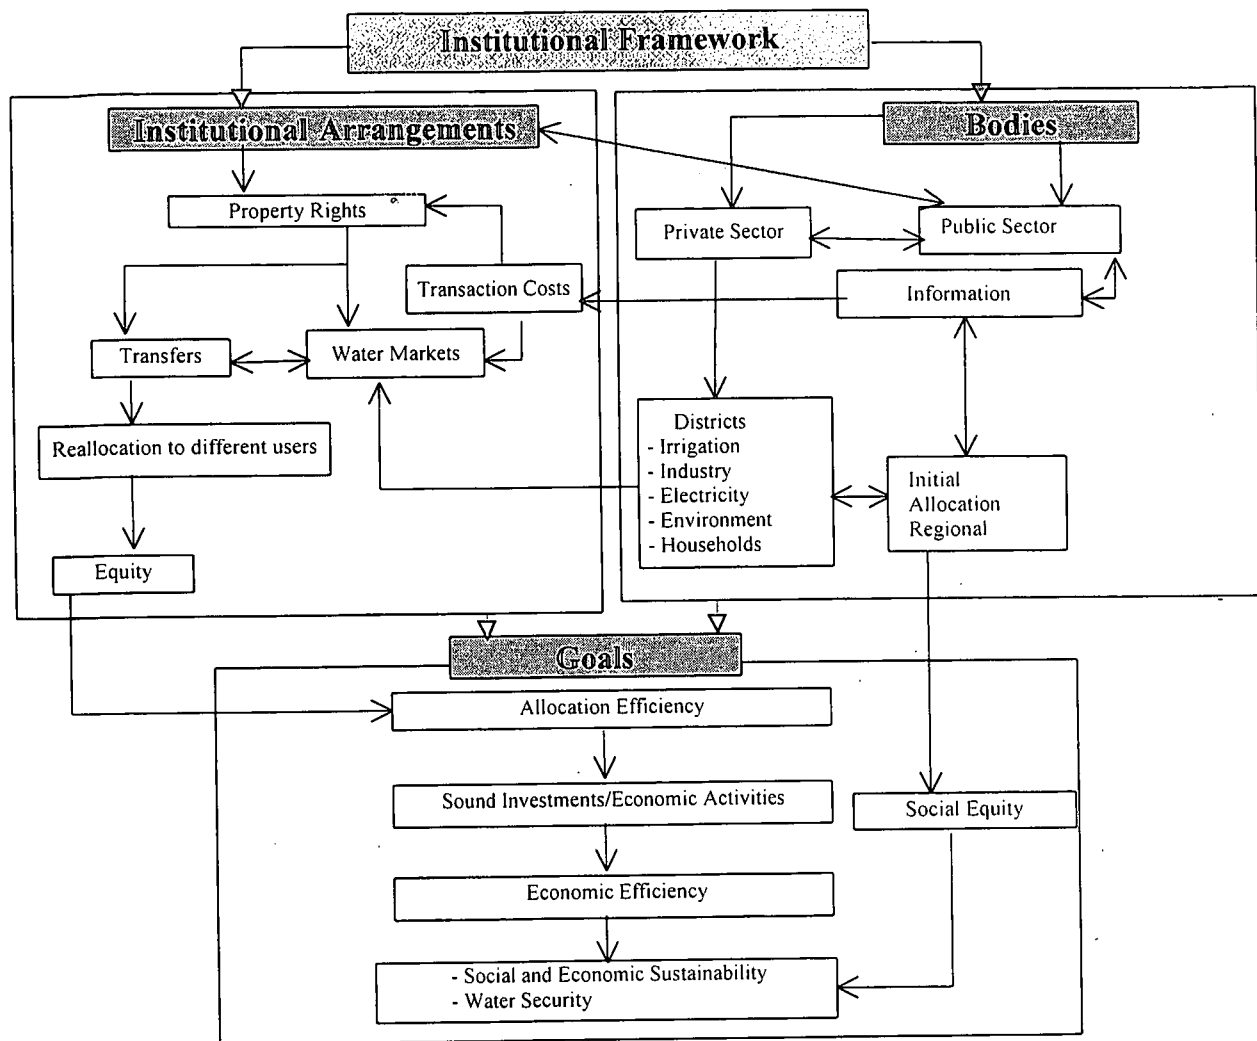 Institutional Framework
Institutional Arrangements
Property Rights
Transaction Costs
Transfers
Water Markets
Reallocation to different users
Equity
Bodies
Private Sector
Public Sector
Information
Districts
- Irrigation
- Industry
- Electricity
- Environment
- Households
Initial
Allocation
Regional
Goals
Allocation Efficiency
Sound Investments/Economic Activities
Social Equity
Economic Efficiency
- Social and Economic Sustainability
- Water Security